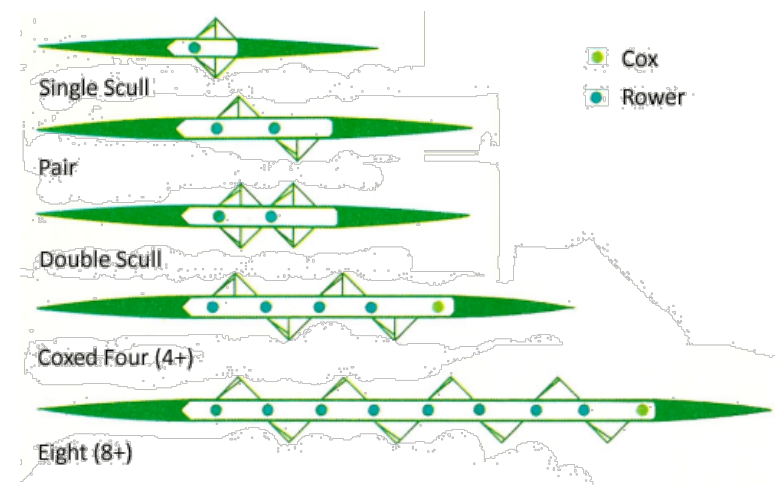 Cox
Single Scull
Rower
Pair
Double Scull
Coxed Four (4+)
Eight (8+)